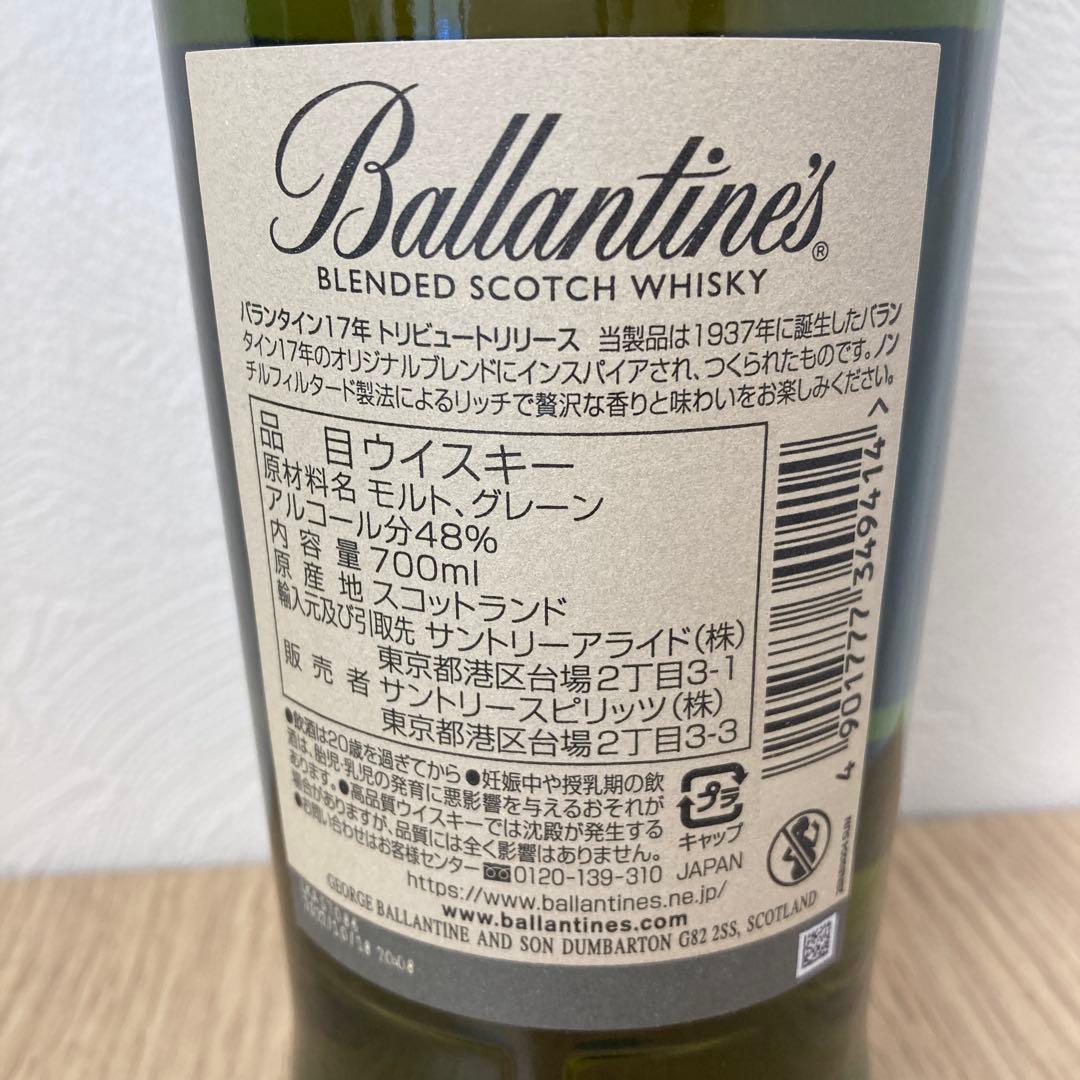 Ballantine's®
BLENDED SCOTCH WHISKY
バランタイン17年 トリビュートリリース 当製品は1937年に誕生したバラン
タイン17年のオリジナルブレンドにインスパイアされ、つくられたものです。ノン
チルフィルタード製法によるリッチで贅沢な香りと味わいをお楽しみください。
品目 ウイスキー
原材料名 モルト、グレーン
アルコール分 48%
内容量 700ml
原産地 スコットランド
輸入元及び引取先 サントリーアライド(株)
東京都港区台場2丁目3-1
販売者 サントリースピリッツ(株)
東京都港区台場2丁目3-3
●飲酒は20歳を過ぎてから ●妊娠中や授乳期の飲
酒は、胎児・乳児の発育に悪影響を与えるおそれが
あります。●高品質ウイスキーでは沈殿が発生する
場合がありますが、品質には全く影響はありません。
●お問い合わせはお客様センター 0120-139-310
プラ
キャップ
JAPAN
https://www.ballantines.ne.jp/
www.ballantines.com
GEORGE BALLANTINE AND SON DUMBARTON G82 2SS, SCOTLAND
/10/18 20:08
4 901777 349414 >